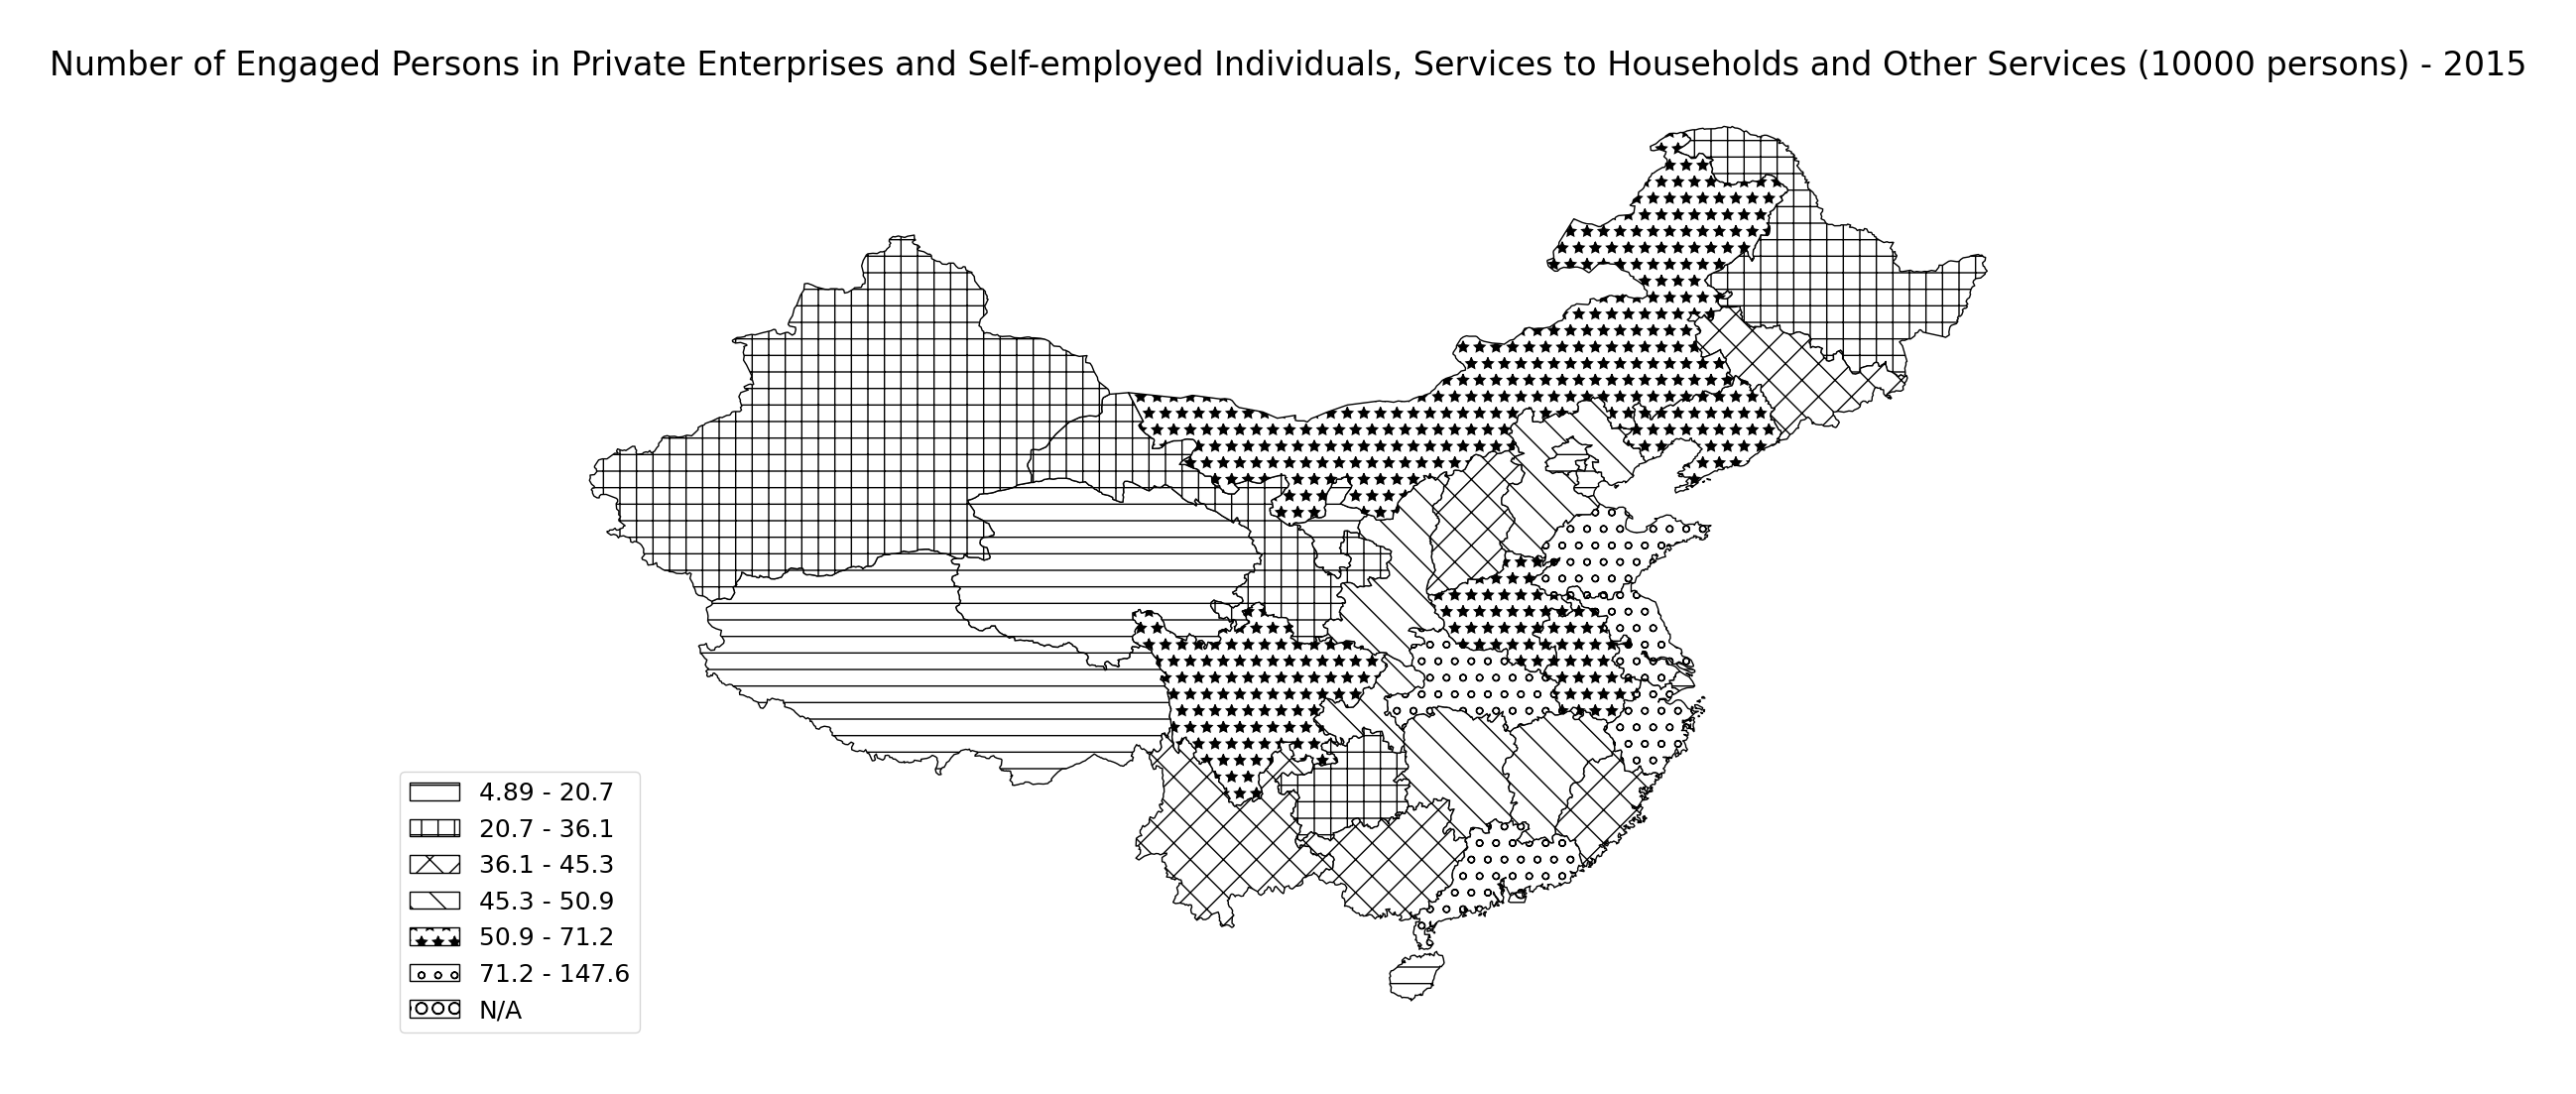 Number of Engaged Persons in Private Enterprises and Self-employed Individuals, Services to Households and Other Services (10000 persons) - 2015
4.89 - 20.7
20.7 - 36.1
36.1 - 45.3
45.3 - 50.9
50.9 - 71.2
71.2 - 147.6
N/A